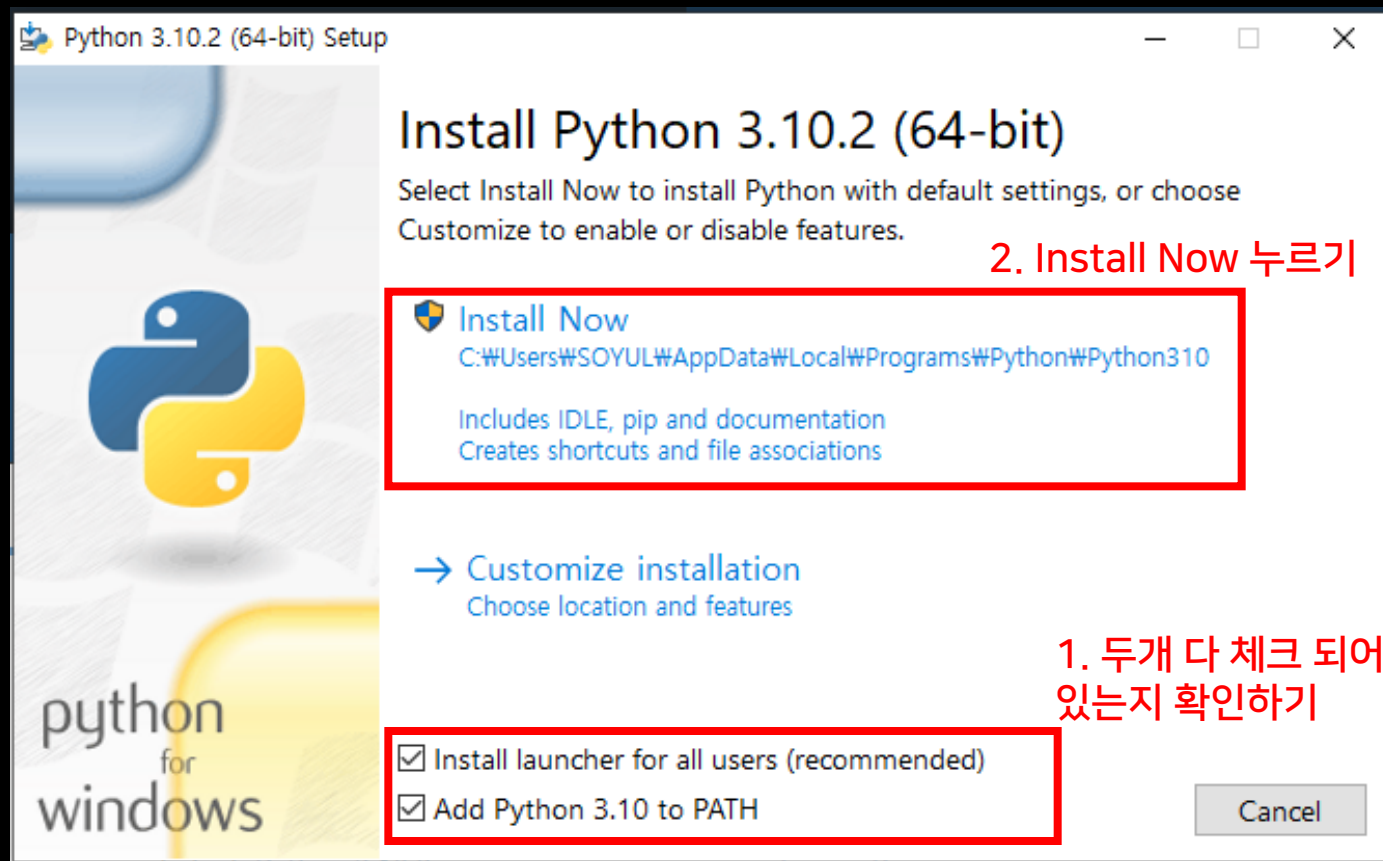 Python 3.10.2 (64-bit) Setup
Install Python 3.10.2 (64-bit)
Select Install Now to install Python with default settings, or choose
Customize to enable or disable features.
2. Install Now 누르기
Install Now
C:₩Users₩SOYUL₩AppData₩Local₩Programs₩Python₩Python310
Includes IDLE, pip and documentation
Creates shortcuts and file associations
→ Customize installation
Choose location and features
1. 두개 다 체크 되어
있는지 확인하기
python
for
windows
Install launcher for all users (recommended)
Add Python 3.10 to PATH
Cancel